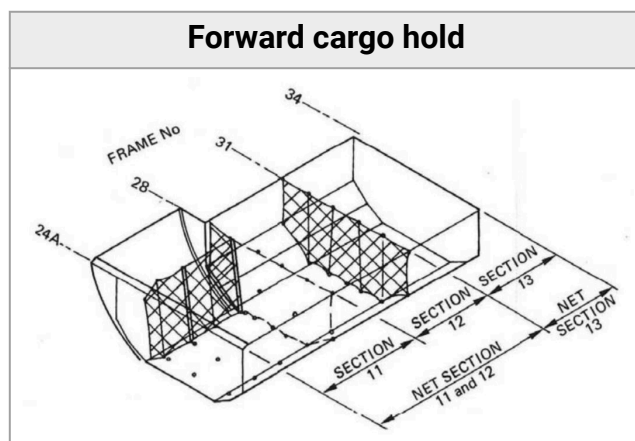 Forward cargo hold
FRAME No
34
31
28
24A
SECTION
13
SECTION
12
SECTION
11
NET
SECTION
13
NET SECTION
11 and 12